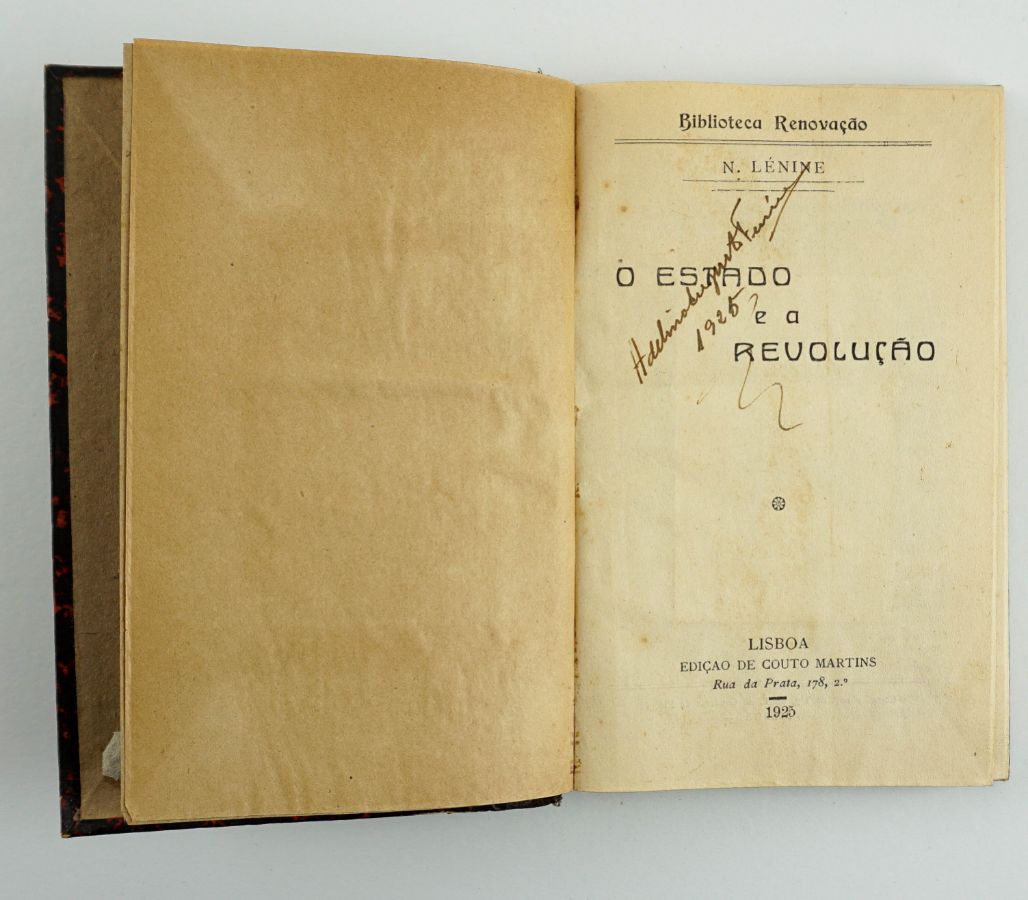 Biblioteca Renovação
N. LÉNINE
O ESTADO
e a
REVOLUÇÃO
1925
LISBOA
EDIÇAO DE COUTO MARTINS
Rua da Prata, 178, 2.º
1925